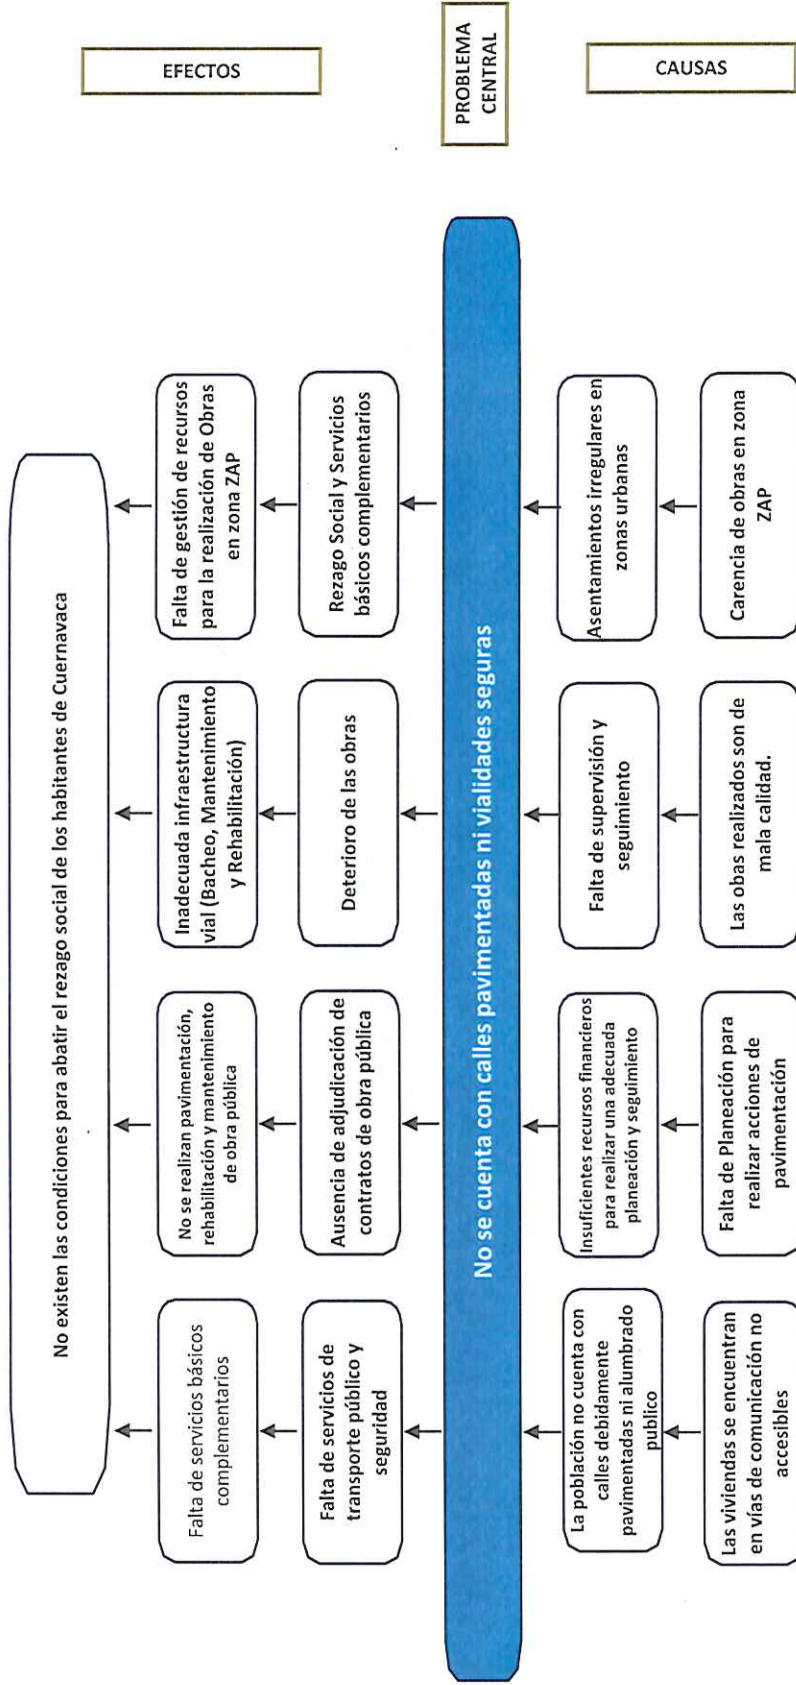 No existen las condiciones para abatir el rezago social de los habitantes de Cuernavaca
EFECTOS
Falta de servicios básicos
complementarios
No se realizan pavimentación,
rehabilitación y mantenimiento
de obra pública
Inadecuada infraestructura
vial (Bacheo, Mantenimiento
y Rehabilitación)
Falta de gestión de recursos
para la realización de Obras
en zona ZAP
Falta de servicios de
transporte público y
seguridad
Ausencia de adjudicación de
contratos de obra pública
Deterioro de las obras
Rezago Social y Servicios
básicos complementarios
No se cuenta con calles pavimentadas ni vialidades seguras
PROBLEMA
CENTRAL
La población no cuenta con
calles debidamente
pavimentadas ni alumbrado
publico
Insuficientes recursos financieros
para realizar una adecuada
planeación y seguimiento
Falta de supervisión y
seguimiento
Asentamientos irregulares en
zonas urbanas
CAUSAS
Las viviendas se encuentran
en vías de comunicación no
accesibles
Falta de Planeación para
realizar acciones de
pavimentación
Las obas realizados son de
mala calidad.
Carencia de obras en zona
ZAP